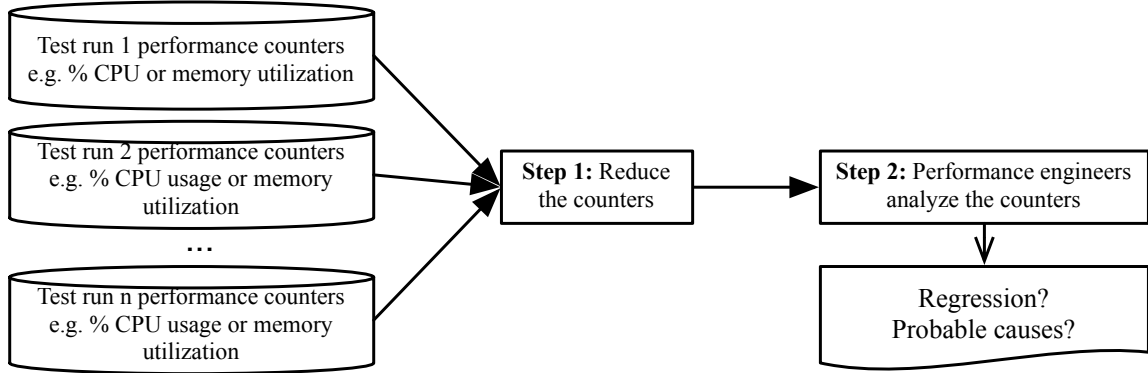 Test run 1 performance counters
e.g. % CPU or memory utilization
Test run 2 performance counters
e.g. % CPU usage or memory
utilization
...
Test run n performance counters
e.g. % CPU usage or memory
utilization
Step 1: Reduce
the counters
Step 2: Performance engineers
analyze the counters
Regression?
Probable causes?